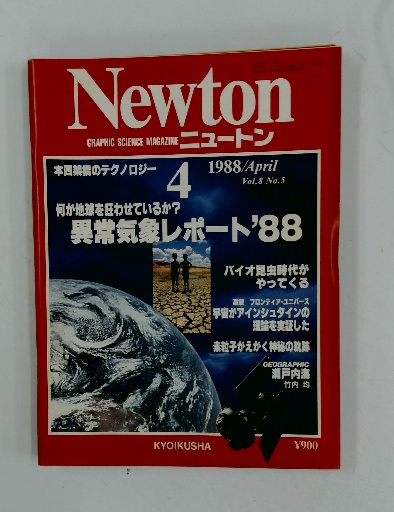 Newton
GRAPHIC SCIENCE MAGAZINE ニュートン
本四架橋のテクノロジー
4
1988/April
Vol.8 No.5
何が地球を狂わせているか?
異常気象レポート'88
バイオ昆虫時代が
やってくる
連載 フロンティア・ユニバース
宇宙がアインシュタインの
理論を実証した
素粒子がえがく神秘の軌跡
GEOGRAPHIC
瀬戸内海
竹内 均
KYOIKUSHA
¥900